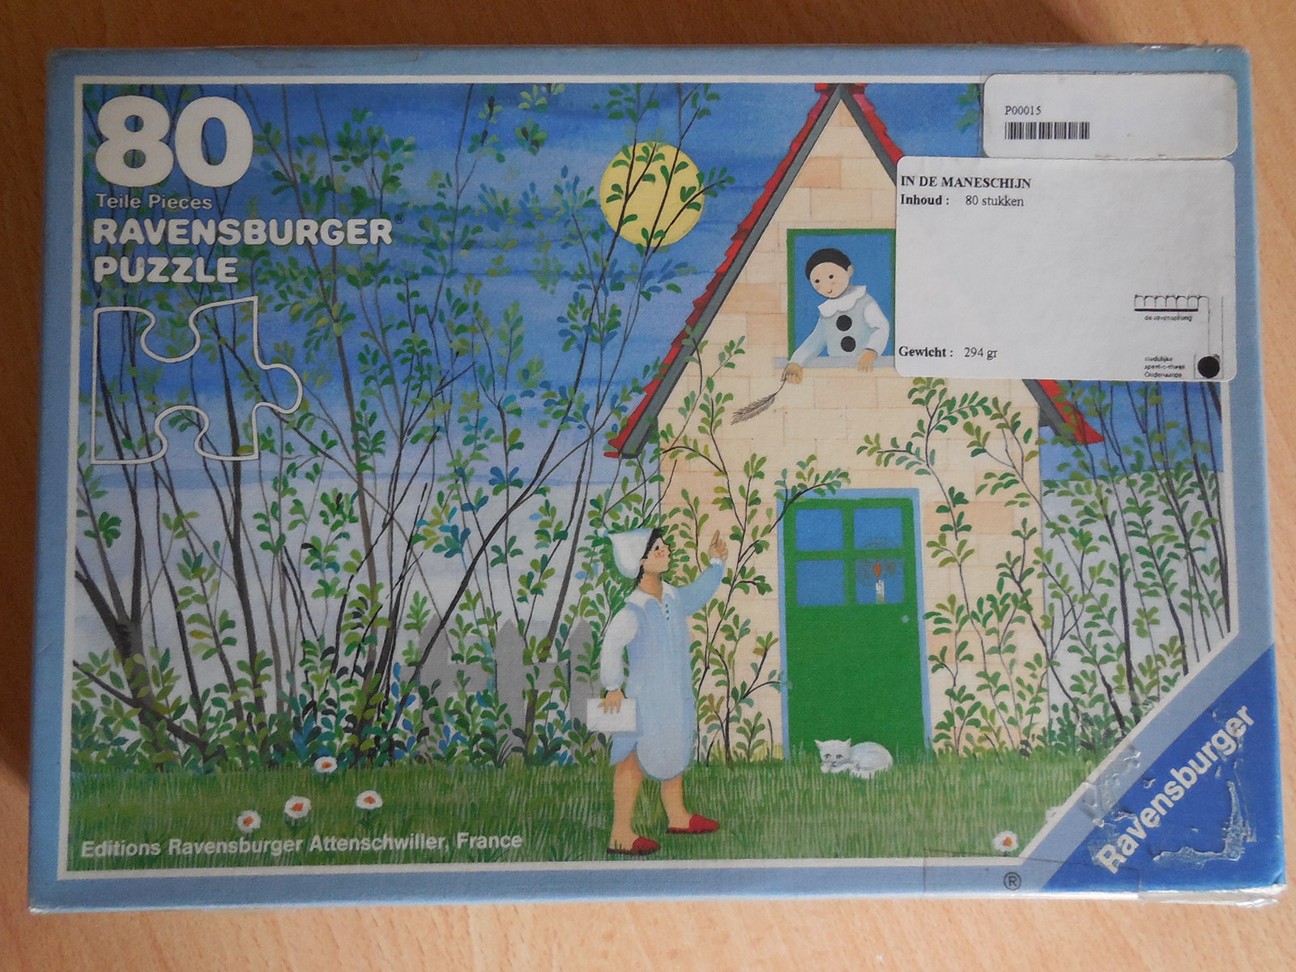 80
Teile Pieces
RAVENSBURGER
PUZZLE
P00015
IN DE MANESCHIJN
Inhoud : 80 stukken
Gewicht : 294 gr
Editions Ravensburger Attenschwiller, France
®
Ravensburger